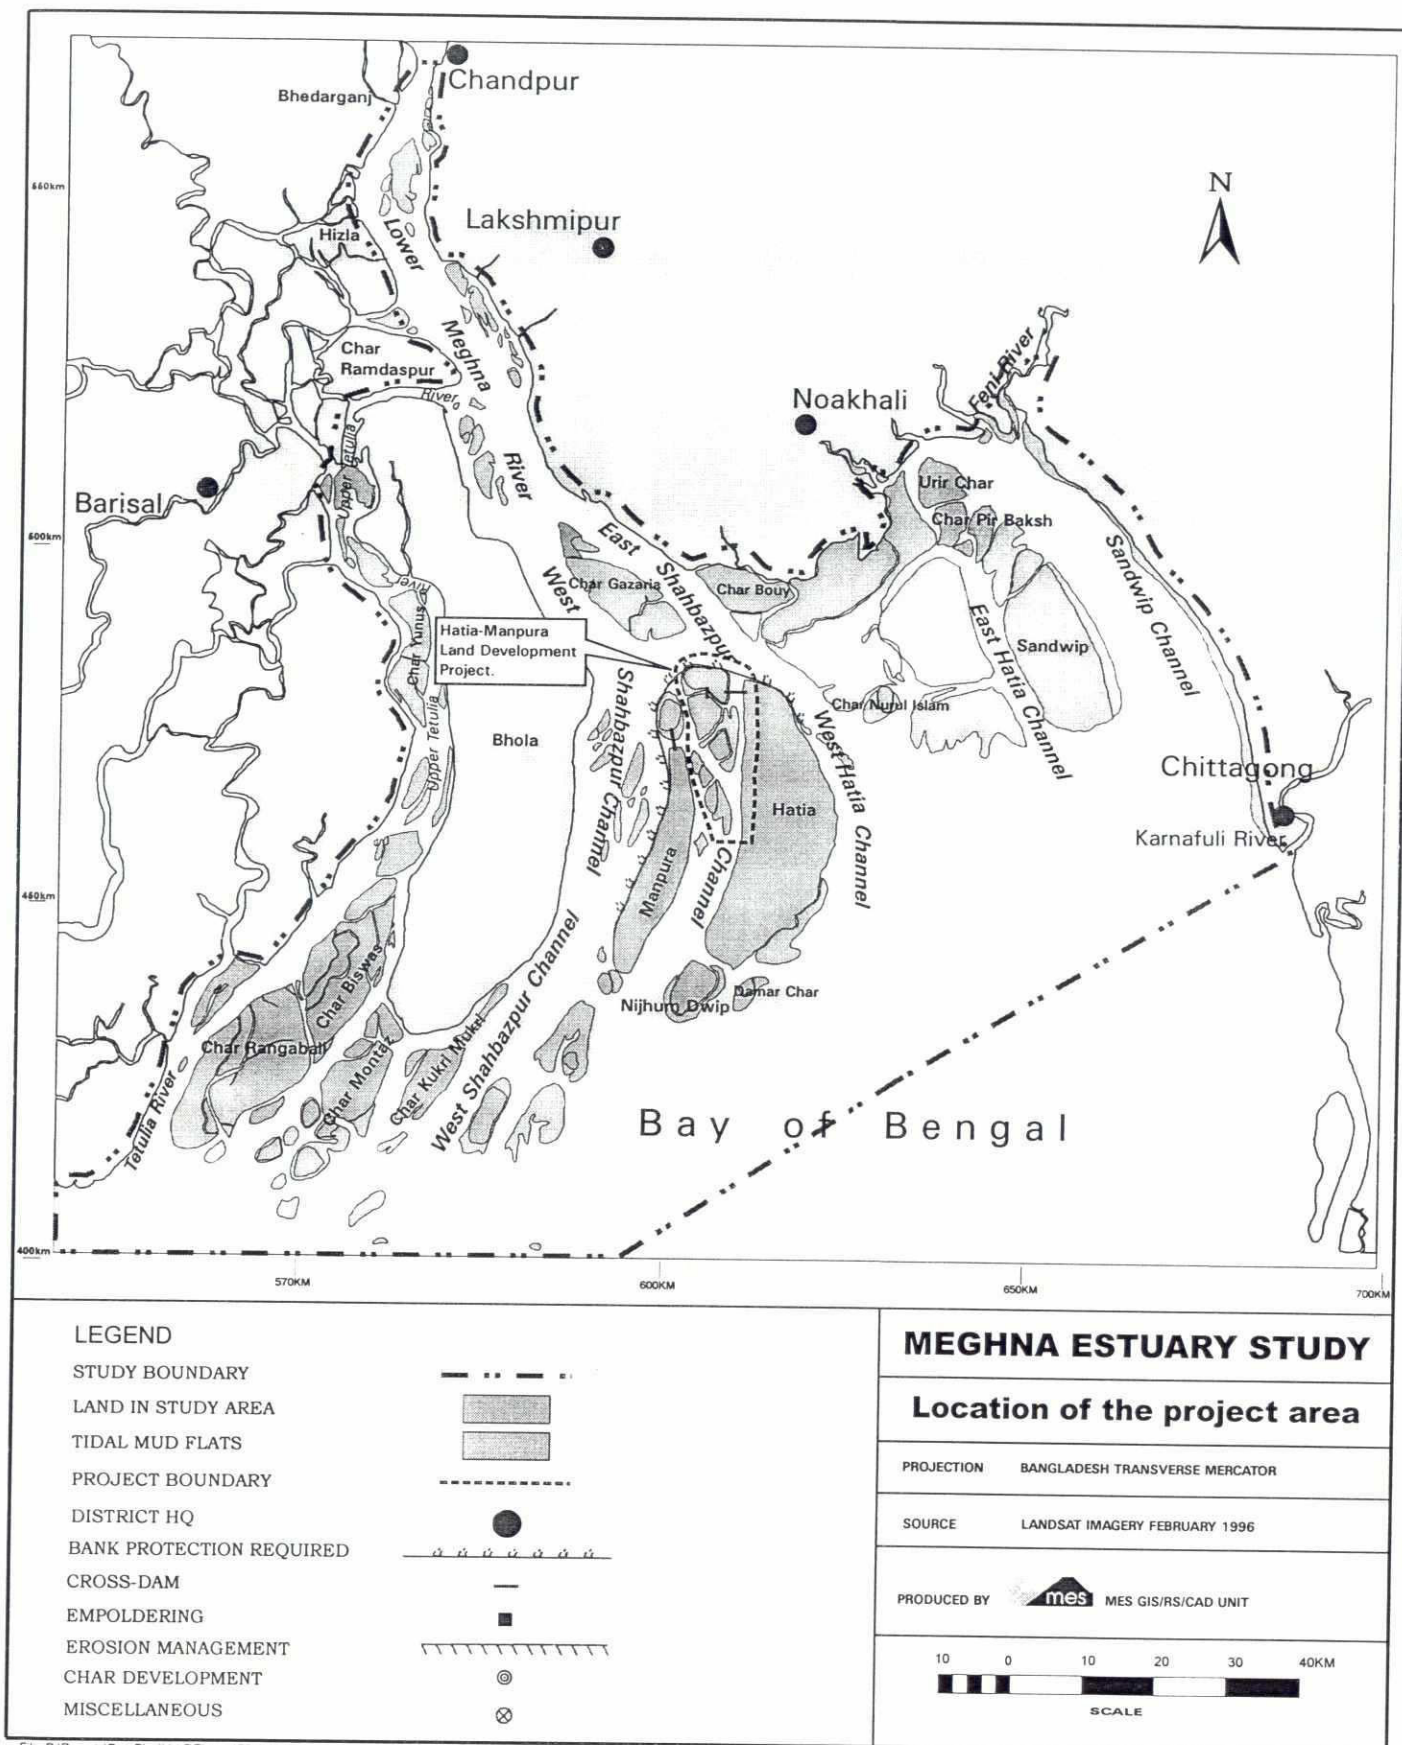 Chandpur
Bhedarganj
550km
N
Lakshmipur
Hizla
Lower
Meghna
River
Char
Ramdaspur
River
Feni River
Noakhali
Upper Tetulia
Barisal
Urir Char
Char Pir Baksh
500km
East
Shahbazpur
Sandwip Channel
West
Char Gazaria
Char Bouy
River
Char Yunus
Hatia-Manpura
Land Development
Project.
East Hatia Channel
Sandwip
Shahbazpur Channel
Char Nurul Islam
West Hatia Channel
Upper Tetulia
Bhola
Chittagong
Hatia
Karnafuli River
Manpura
Channel
450km
Char Biswas
West Shahbazpur Channel
Nijhum Dwip
Damar Char
Char Rangabali
Char Montaz
Char Kukri Mukri
Tetulia River
Bay of Bengal
400km
570KM
600KM
650KM
700KM
LEGEND
STUDY BOUNDARY
LAND IN STUDY AREA
TIDAL MUD FLATS
PROJECT BOUNDARY
DISTRICT HQ
BANK PROTECTION REQUIRED
CROSS-DAM
EMPOLDERING
EROSION MANAGEMENT
CHAR DEVELOPMENT
MISCELLANEOUS
MEGHNA ESTUARY STUDY
Location of the project area
PROJECTION BANGLADESH TRANSVERSE MERCATOR
SOURCE LANDSAT IMAGERY FEBRUARY 1996
PRODUCED BY mes MES GIS/RS/CAD UNIT
10 0 10 20 30 40KM
SCALE